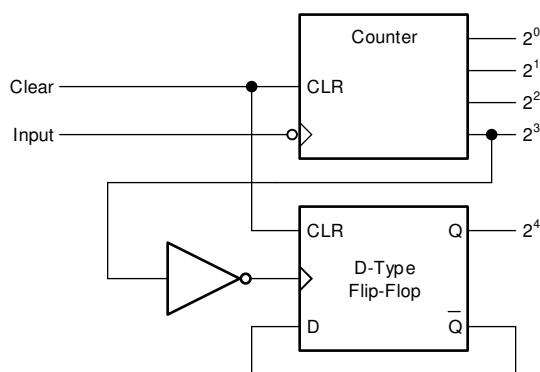 Counter
2⁰
2¹
Clear
CLR
2²
Input
2³
CLR
Q
2⁴
D-Type
Flip-Flop
D
Q̅